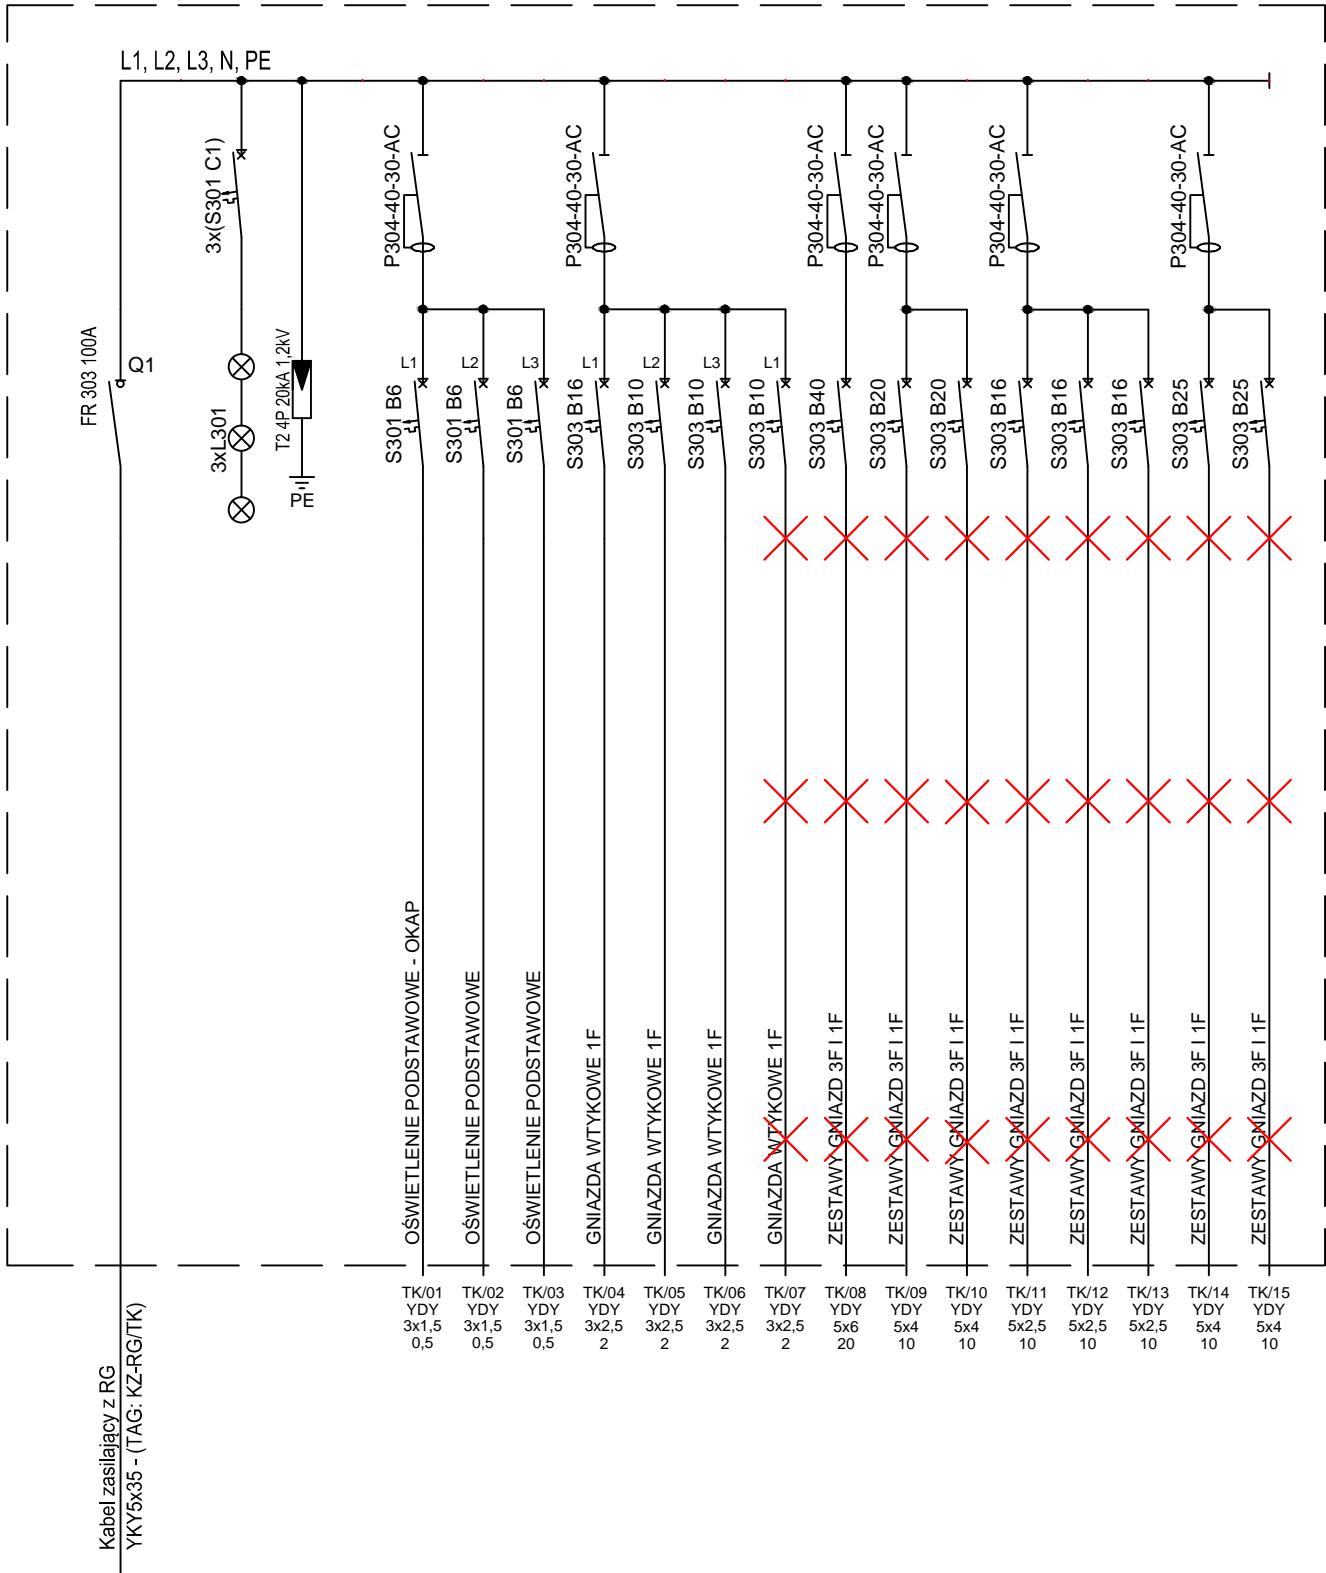 L1, L2, L3, N, PE
3x(S301 C1)
P304-40-30-AC
P304-40-30-AC
P304-40-30-AC
P304-40-30-AC
P304-40-30-AC
P304-40-30-AC
FR 303 100A
Q1
3xL301
T2 4P 20kA 1,2kV
PE
L1
L2
L3
L1
L2
L3
L1
S301 B6
S301 B6
S301 B6
S303 B16
S303 B10
S303 B10
S303 B10
S303 B40
S303 B20
S303 B20
S303 B16
S303 B16
S303 B16
S303 B25
S303 B25
OŚWIETLENIE PODSTAWOWE - OKAP
OŚWIETLENIE PODSTAWOWE
OŚWIETLENIE PODSTAWOWE
GNIAZDA WTYKOWE 1F
GNIAZDA WTYKOWE 1F
GNIAZDA WTYKOWE 1F
GNIAZDA WTYKOWE 1F
ZESTAWY GNIAZD 3F I 1F
ZESTAWY GNIAZD 3F I 1F
ZESTAWY GNIAZD 3F I 1F
ZESTAWY GNIAZD 3F I 1F
ZESTAWY GNIAZD 3F I 1F
ZESTAWY GNIAZD 3F I 1F
ZESTAWY GNIAZD 3F I 1F
ZESTAWY GNIAZD 3F I 1F
TK/01
YDY
3x1,5
0,5
TK/02
YDY
3x1,5
0,5
TK/03
YDY
3x1,5
0,5
TK/04
YDY
3x2,5
2
TK/05
YDY
3x2,5
2
TK/06
YDY
3x2,5
2
TK/07
YDY
3x2,5
2
TK/08
YDY
5x6
20
TK/09
YDY
5x4
10
TK/10
YDY
5x4
10
TK/11
YDY
5x2,5
10
TK/12
YDY
5x2,5
10
TK/13
YDY
5x2,5
10
TK/14
YDY
5x4
10
TK/15
YDY
5x4
10
Kabel zasilający z RG
YKY5x35 - (TAG: KZ-RG/TK)